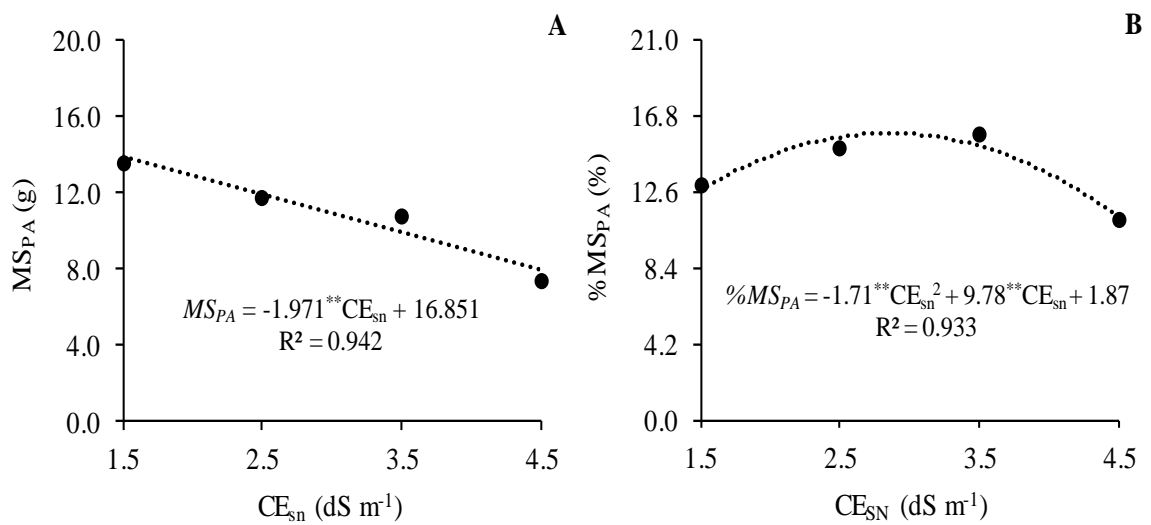 A
MS_PA (g)
20.0
16.0
12.0
8.0
4.0
0.0
MS_PA = -1.971**CE_sn + 16.851
R² = 0.942
1.5 2.5 3.5 4.5
CE_sn (dS m⁻¹)
B
%MS_PA (%)
21.0
16.8
12.6
8.4
4.2
0.0
%MS_PA = -1.71**CE_sn² + 9.78**CE_sn + 1.87
R² = 0.933
1.5 2.5 3.5 4.5
CE_SN (dS m⁻¹)